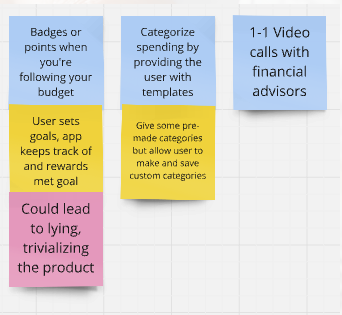 Badges or
points when
you're
following your
budget
User sets
goals, app
keeps track of
and rewards
met goal
Could lead
to lying,
trivializing
the product
Categorize
spending by
providing the
user with
templates
Give some pre-
made categories
but allow user to
make and save
custom categories
1-1 Video
calls with
financial
advisors